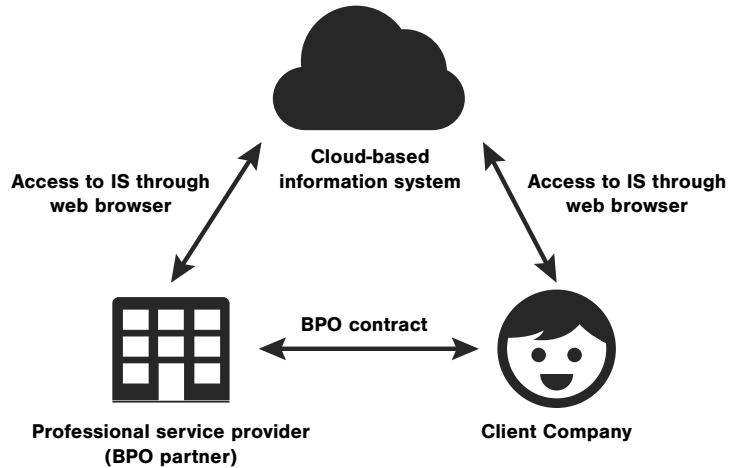 Cloud-based
information system
Access to IS through
web browser
Access to IS through
web browser
BPO contract
Professional service provider
(BPO partner)
Client Company